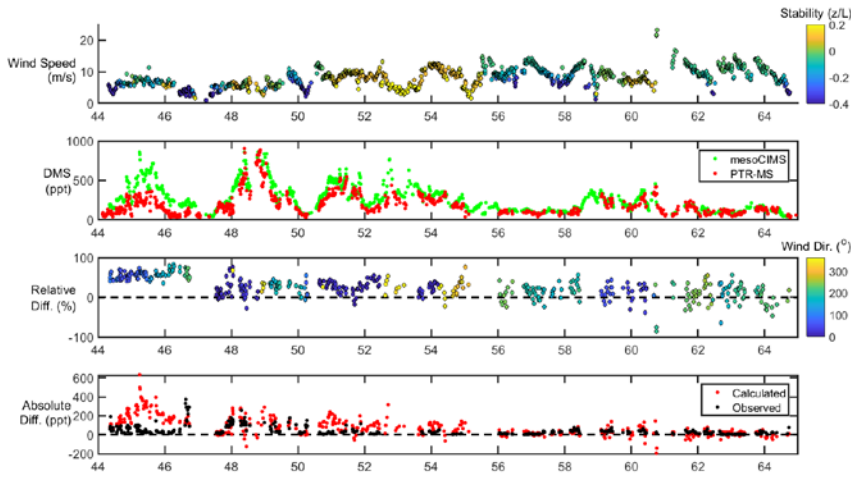 Stability (z/L)
0.2
0
-0.2
-0.4
Wind Speed
(m/s)
20
10
0
44 46 48 50 52 54 56 58 60 62 64
DMS
(ppt)
1000
500
0
mesoCIMS
PTR-MS
44 46 48 50 52 54 56 58 60 62 64
Wind Dir. (°)
300
200
100
0
Relative
Diff. (%)
100
0
-100
44 46 48 50 52 54 56 58 60 62 64
Absolute
Diff. (ppt)
600
400
200
0
-200
Calculated
Observed
44 46 48 50 52 54 56 58 60 62 64